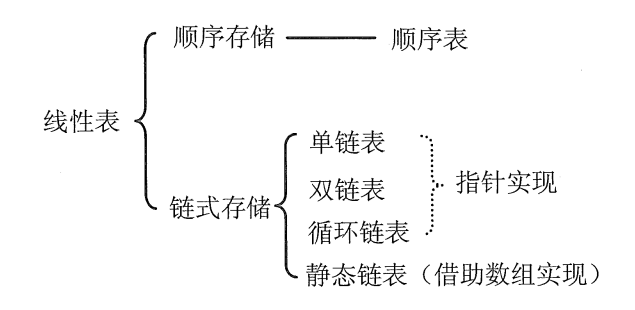 顺序存储
顺序表
线性表
单链表
双链表
指针实现
链式存储
循环链表
静态链表（借助数组实现）